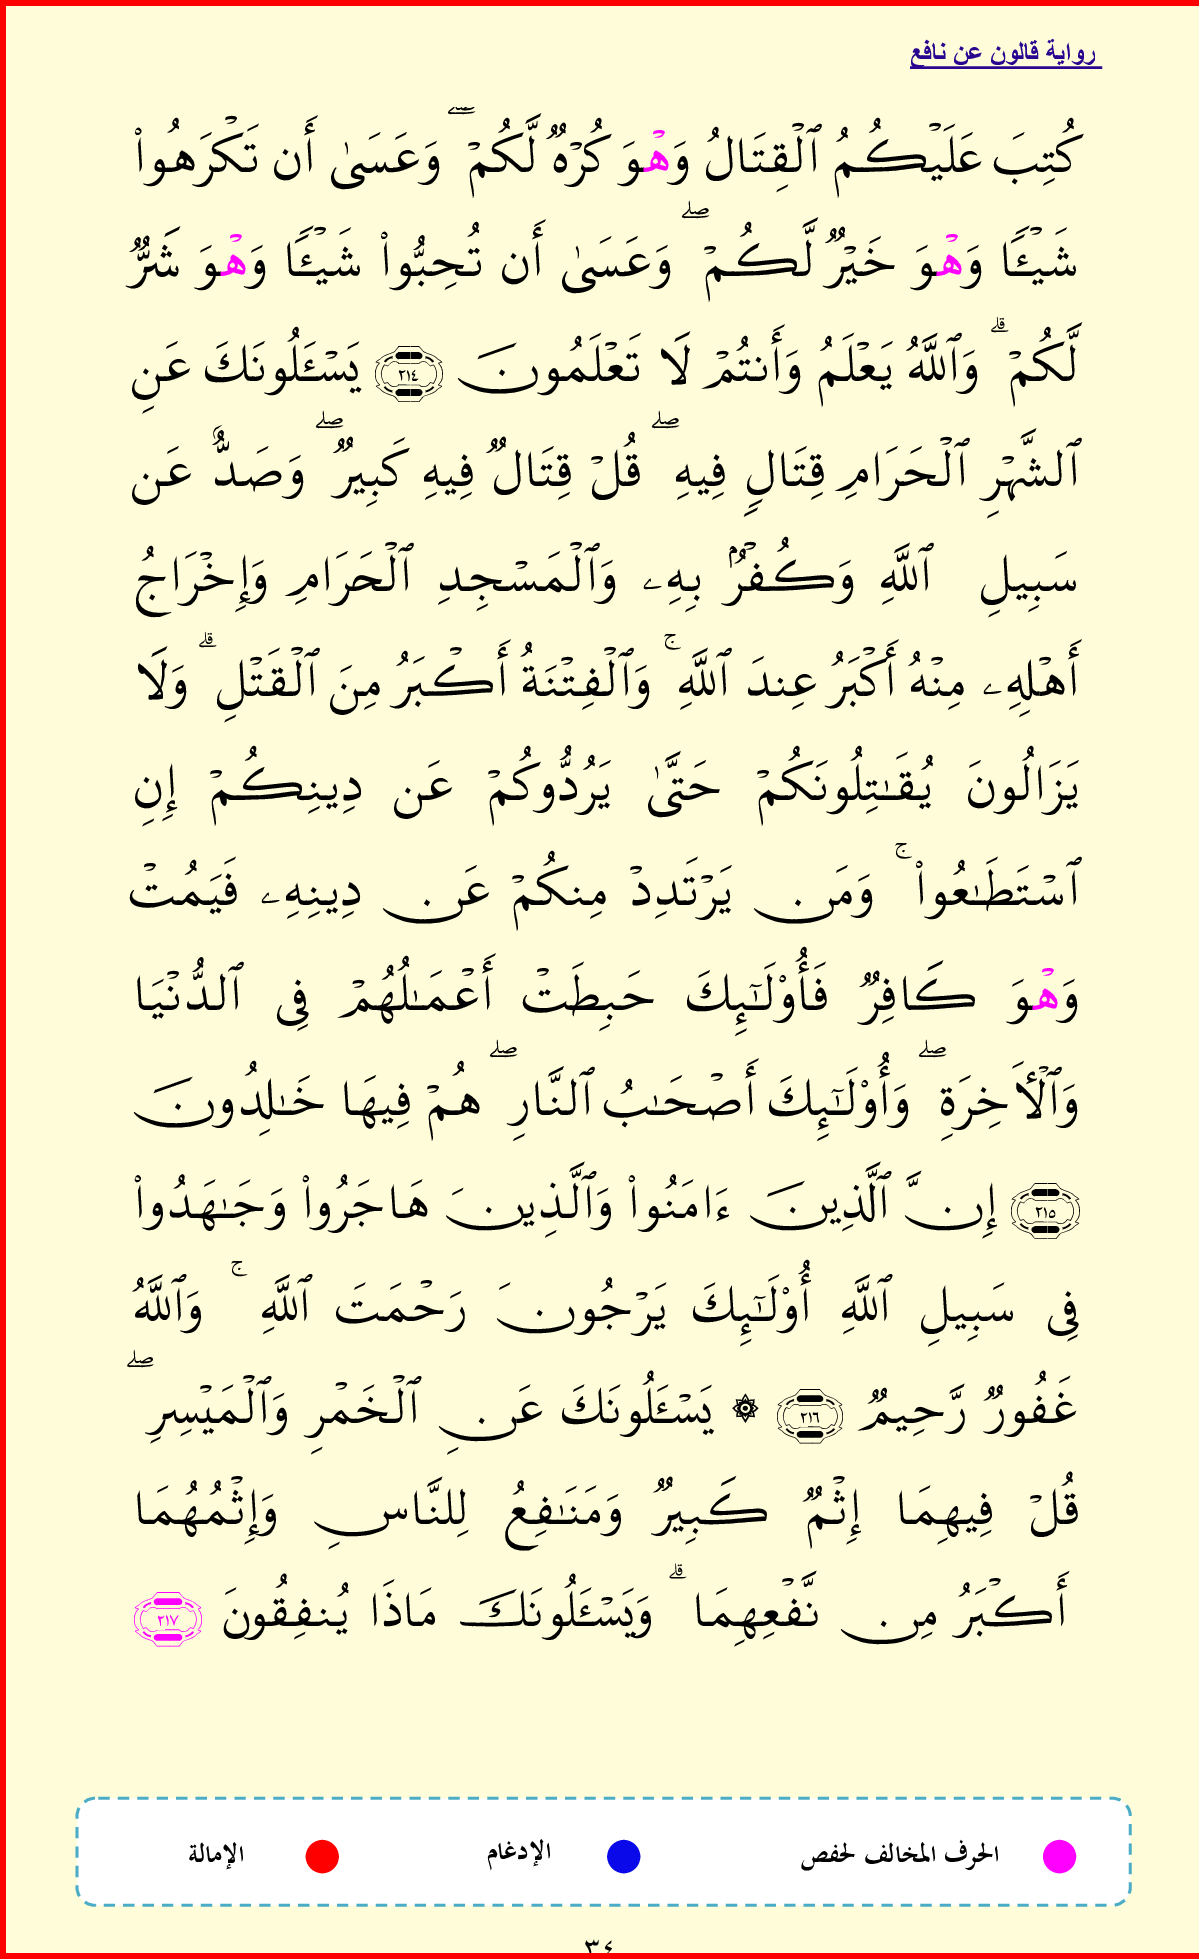 رواية قالون عن نافع
كُتِبَ عَلَيْكُمُ ٱلْقِتَالُ وَهْوَ كُرْهٌ لَّكُمْ ۖ وَعَسَىٰ أَن تَكْرَهُوا۟
شَيْـًٔا وَهْوَ خَيْرٌ لَّكُمْ ۖ وَعَسَىٰ أَن تُحِبُّوا۟ شَيْـًٔا وَهْوَ شَرٌّ
لَّكُمْ ۗ وَٱللَّهُ يَعْلَمُ وَأَنتُمْ لَا تَعْلَمُونَ ٢١٤ يَسْـَٔلُونَكَ عَنِ
ٱلشَّهْرِ ٱلْحَرَامِ قِتَالٍ فِيهِ ۖ قُلْ قِتَالٌ فِيهِ كَبِيرٌ ۖ وَصَدٌّ عَن
سَبِيلِ ٱللَّهِ وَكُفْرٌۢ بِهِۦ وَٱلْمَسْجِدِ ٱلْحَرَامِ وَإِخْرَاجُ
أَهْلِهِۦ مِنْهُ أَكْبَرُ عِندَ ٱللَّهِ ۚ وَٱلْفِتْنَةُ أَكْبَرُ مِنَ ٱلْقَتْلِ ۗ وَلَا
يَزَالُونَ يُقَـٰتِلُونَكُمْ حَتَّىٰ يَرُدُّوكُمْ عَن دِينِكُمْ إِنِ
ٱسْتَطَـٰعُوا۟ ۚ وَمَن يَرْتَدِدْ مِنكُمْ عَن دِينِهِۦ فَيَمُتْ
وَهْوَ كَافِرٌ فَأُو۟لَـٰٓئِكَ حَبِطَتْ أَعْمَـٰلُهُمْ فِى ٱلدُّنْيَا
وَٱلْأَخِرَةِ ۖ وَأُو۟لَـٰٓئِكَ أَصْحَـٰبُ ٱلنَّارِ ۖ هُمْ فِيهَا خَـٰلِدُونَ
٢١٥ إِنَّ ٱلَّذِينَ ءَامَنُوا۟ وَٱلَّذِينَ هَاجَرُوا۟ وَجَـٰهَدُوا۟
فِى سَبِيلِ ٱللَّهِ أُو۟لَـٰٓئِكَ يَرْجُونَ رَحْمَتَ ٱللَّهِ ۚ وَٱللَّهُ
غَفُورٌ رَّحِيمٌ ٢١٦ ۞ يَسْـَٔلُونَكَ عَنِ ٱلْخَمْرِ وَٱلْمَيْسِرِ ۖ
قُلْ فِيهِمَا إِثْمٌ كَبِيرٌ وَمَنَـٰفِعُ لِلنَّاسِ وَإِثْمُهُمَا
أَكْبَرُ مِن نَّفْعِهِمَا ۗ وَيَسْـَٔلُونَكَ مَاذَا يُنفِقُونَ ٢١٧
الحرف المخالف لحفص الإدغام الإمالة
٣٤